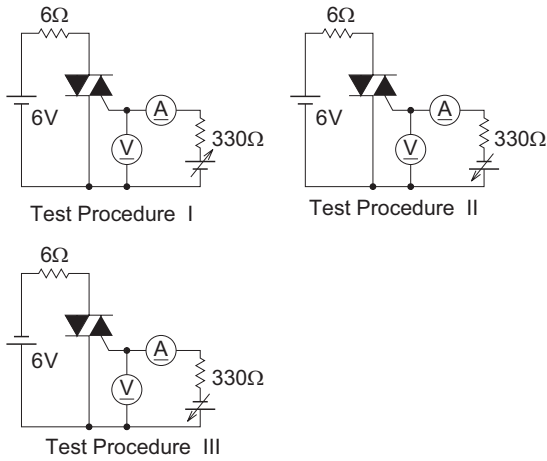 6Ω
6V
A
V
330Ω
Test Procedure I
6Ω
6V
A
V
330Ω
Test Procedure II
6Ω
6V
A
V
330Ω
Test Procedure III